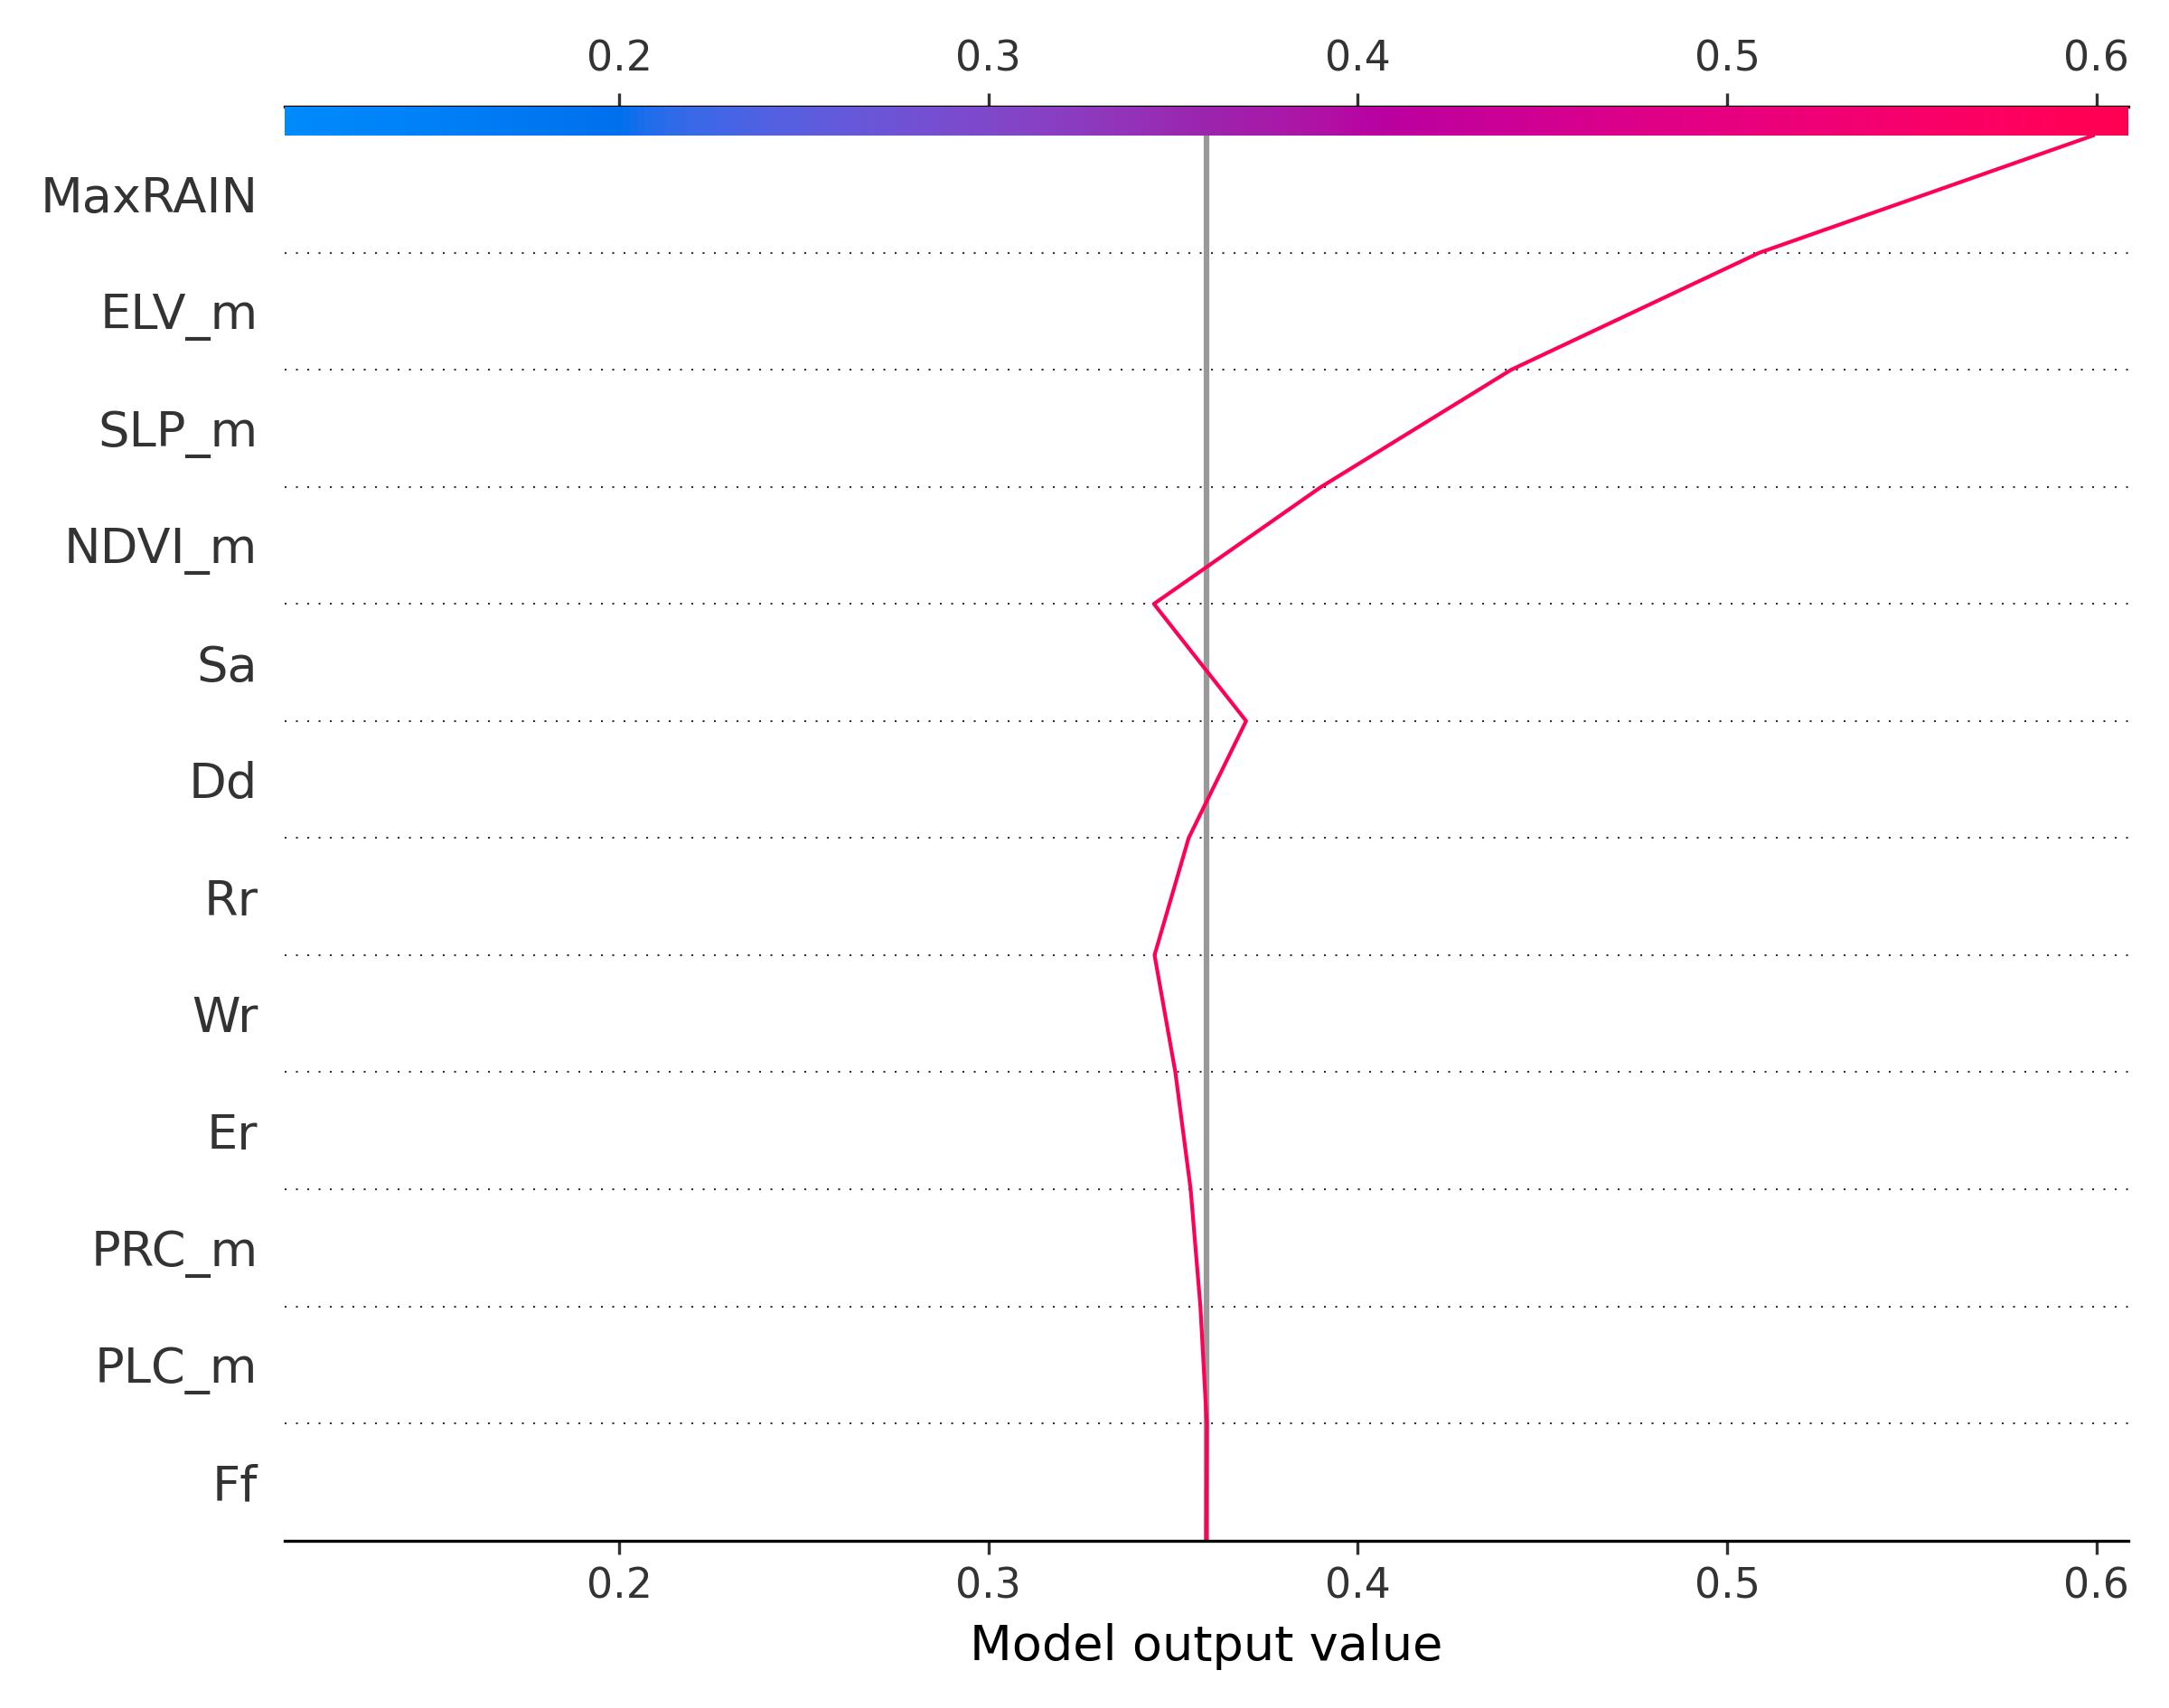 0.2 0.3 0.4 0.5 0.6
MaxRAIN
ELV_m
SLP_m
NDVI_m
Sa
Dd
Rr
Wr
Er
PRC_m
PLC_m
Ff
0.2 0.3 0.4 0.5 0.6
Model output value